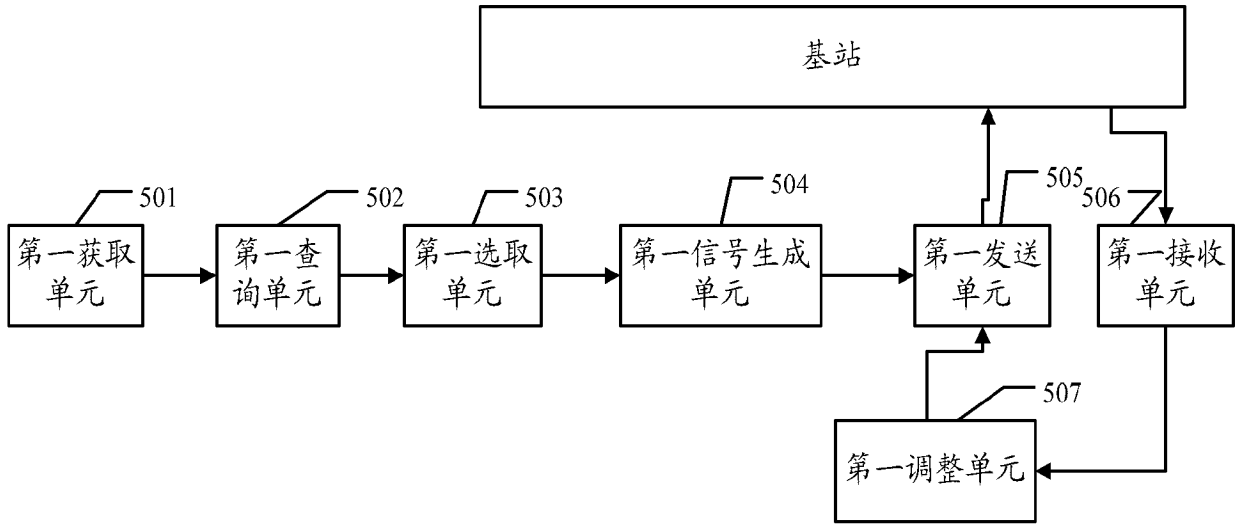 基站
501
第一获取
单元
502
第一查
询单元
503
第一选取
单元
504
第一信号生成
单元
505
第一发送
单元
506
第一接收
单元
507
第一调整单元